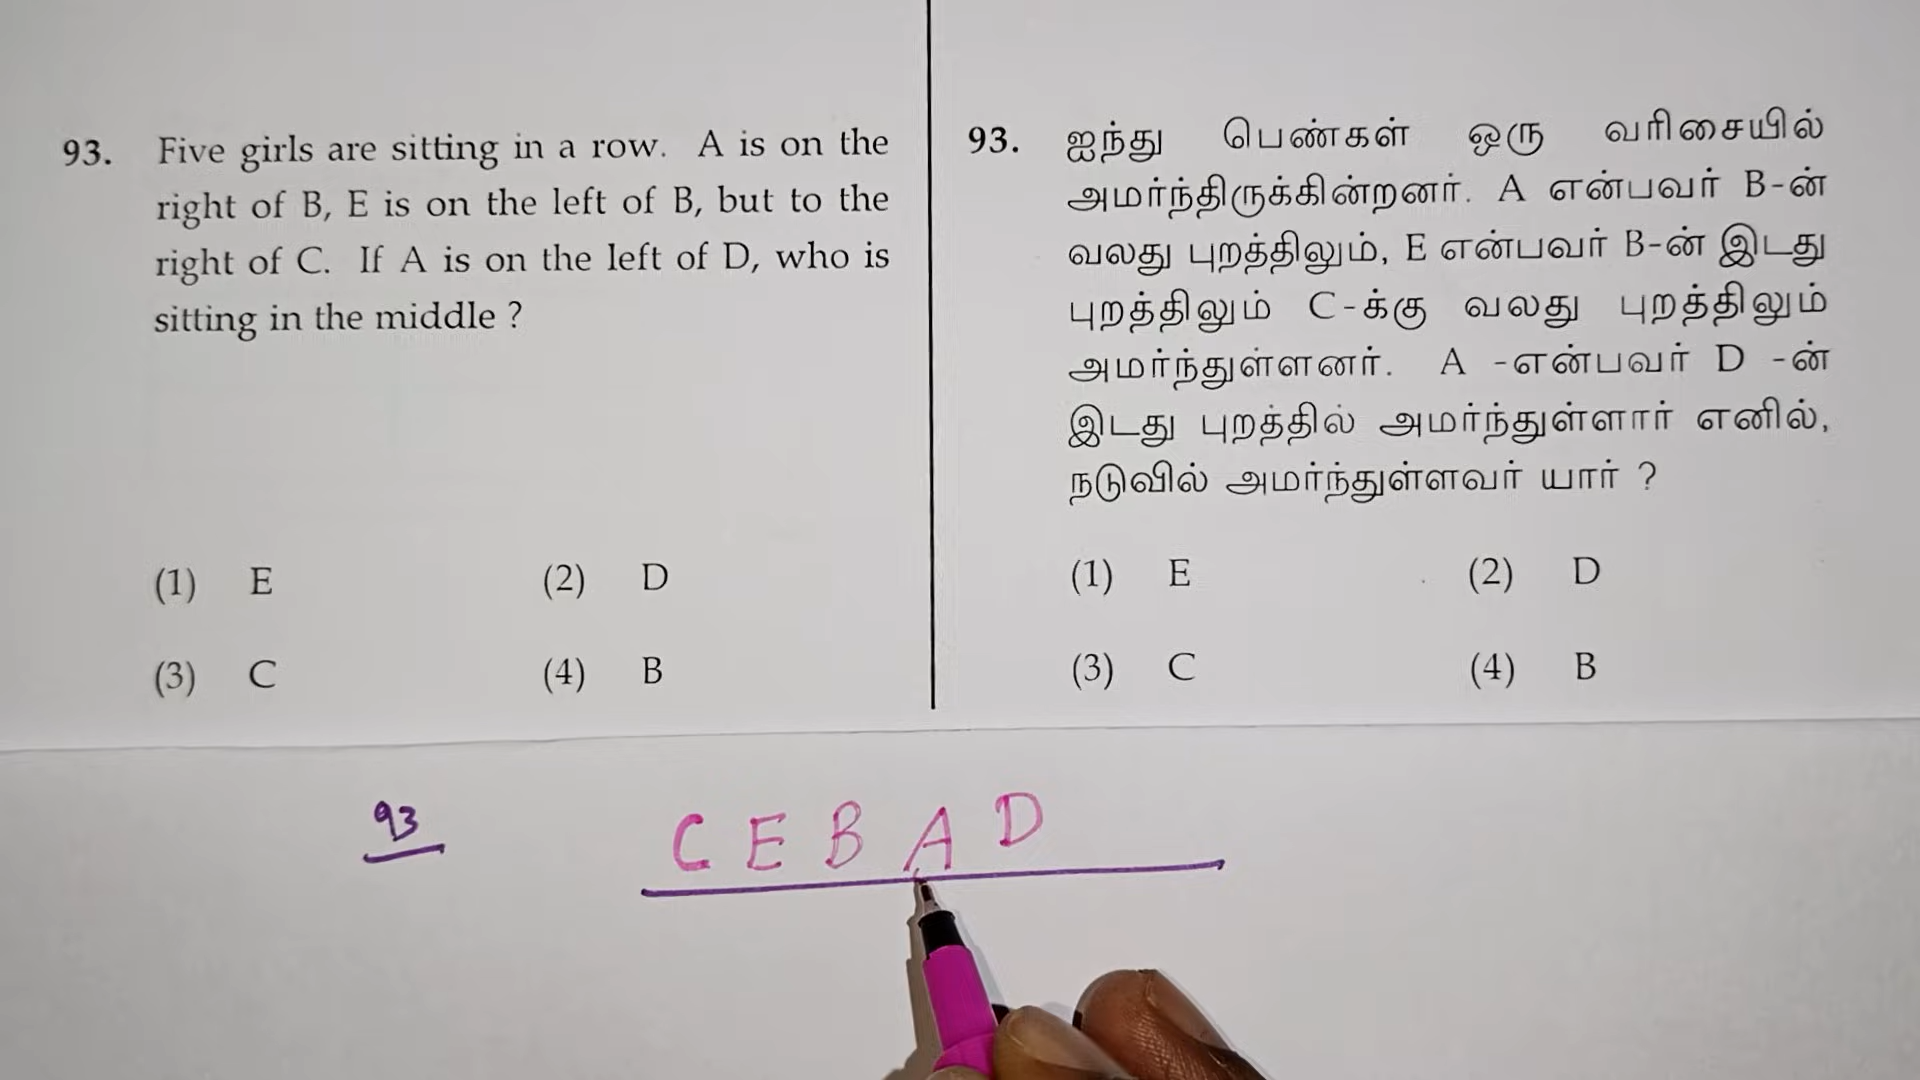 93. Five girls are sitting in a row. A is on the
right of B, E is on the left of B, but to the
right of C. If A is on the left of D, who is
sitting in the middle ?
(1) E (2) D
(3) C (4) B
93. ஐந்து பெண்கள் ஒரு வரிசையில்
அமர்ந்திருக்கின்றனர். A என்பவர் B-ன்
வலது புறத்திலும், E என்பவர் B-ன் இடது
புறத்திலும் C-க்கு வலது புறத்திலும்
அமர்ந்துள்ளனர். A -என்பவர் D -ன்
இடது புறத்தில் அமர்ந்துள்ளார் எனில்,
நடுவில் அமர்ந்துள்ளவர் யார் ?
(1) E (2) D
(3) C (4) B
93 C E B A D